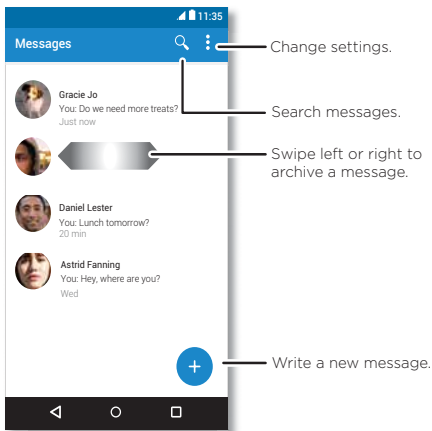 11:35
Messages
Change settings.
Gracie Jo
You: Do we need more treats?
Just now
Search messages.
Swipe left or right to
archive a message.
Daniel Lester
You: Lunch tomorrow?
20 min
Astrid Fanning
You: Hey, where are you?
Wed
Write a new message.